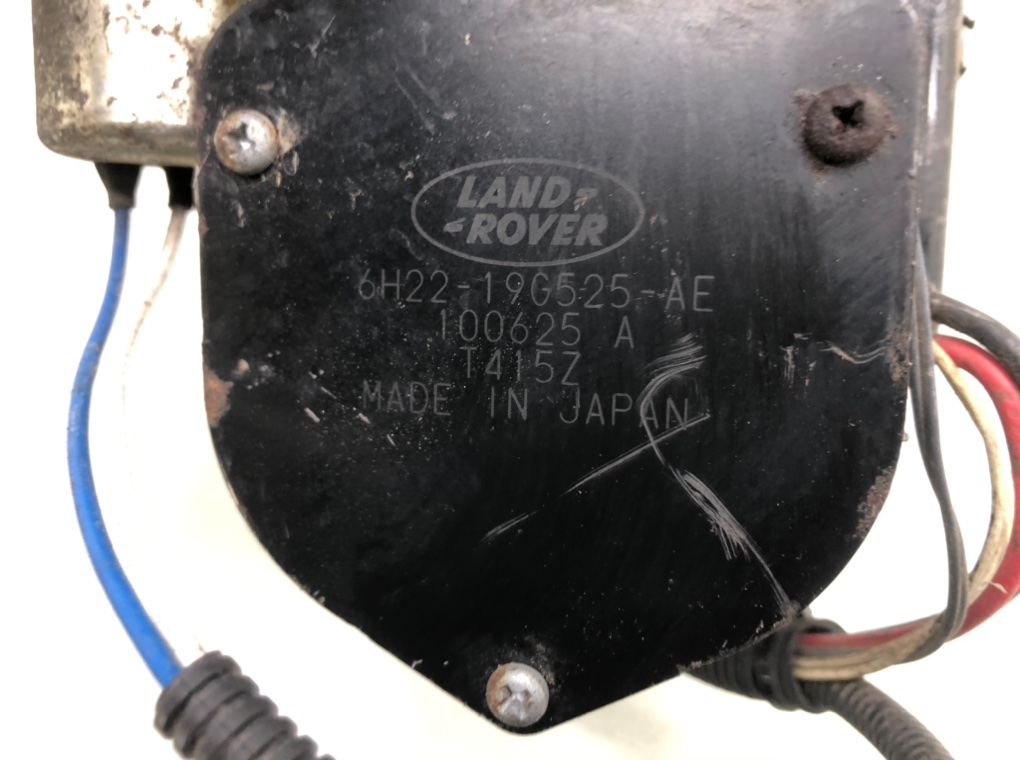 LAND
ROVER
6H22-19G525-AE
100625 A
T415Z
MADE IN JAPAN